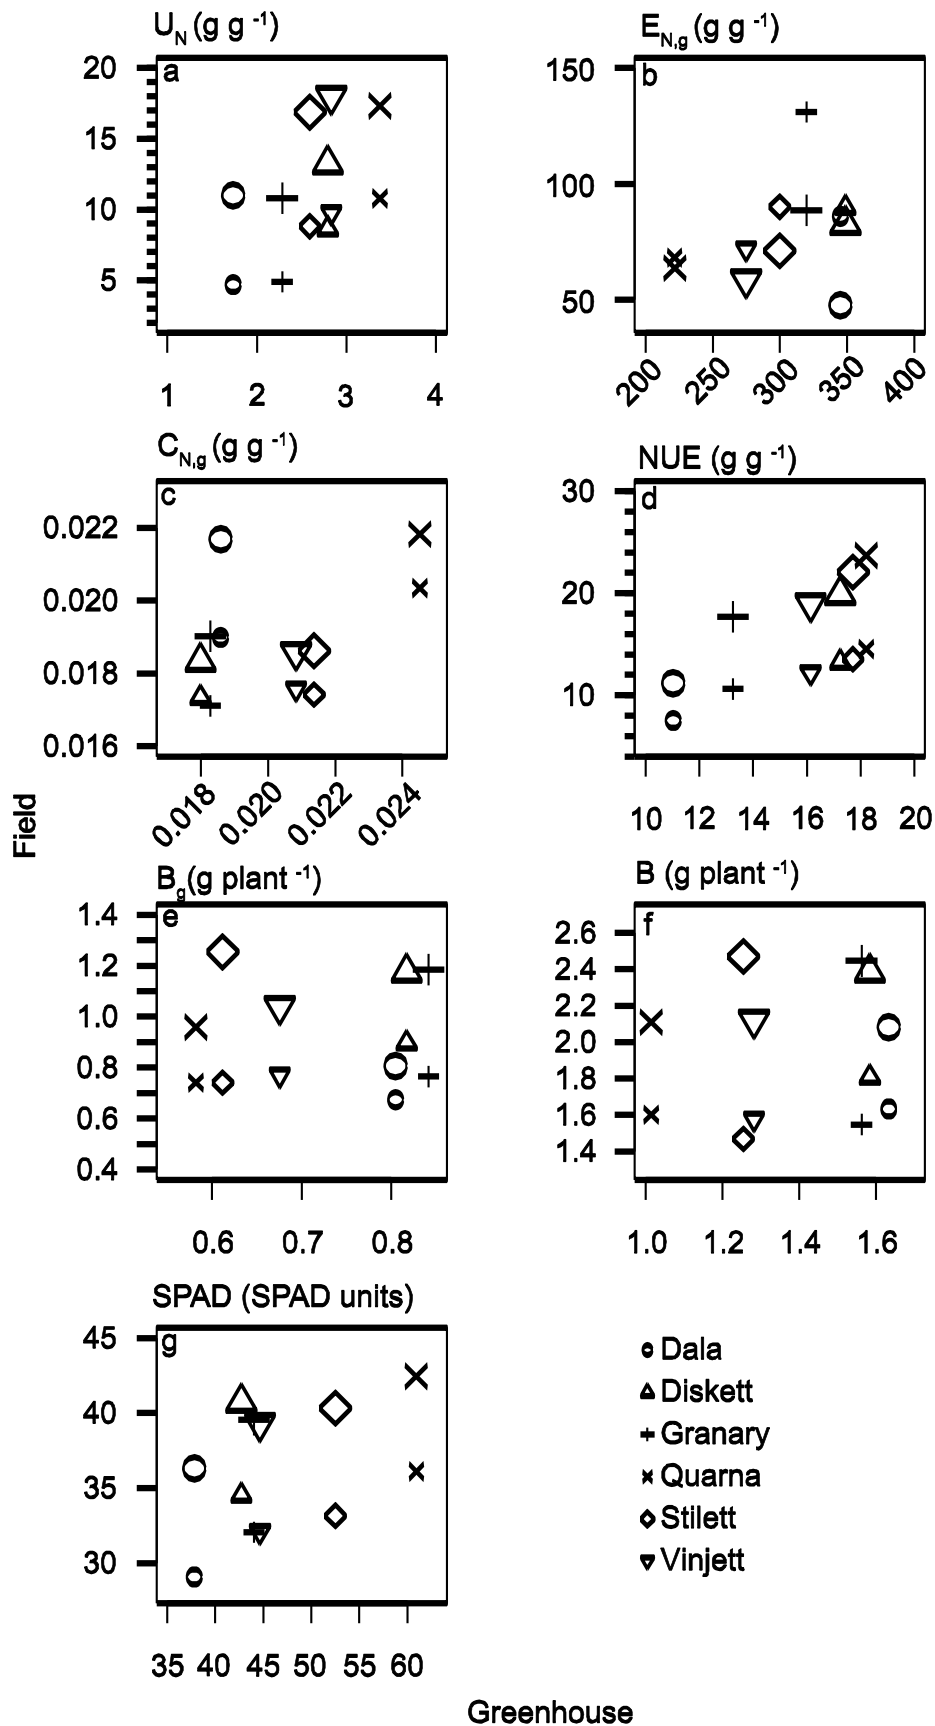 U_N (g g ⁻¹)
a
20
15
10
5
1 2 3 4
E_N,g (g g ⁻¹)
b
150
100
50
200 250 300 350 400
C_N,g (g g ⁻¹)
c
0.022
0.020
0.018
0.016
0.018 0.020 0.022 0.024
NUE (g g ⁻¹)
d
30
20
10
10 12 14 16 18 20
Field
B_g (g plant ⁻¹)
e
1.4
1.2
1.0
0.8
0.6
0.4
0.6 0.7 0.8
B (g plant ⁻¹)
f
2.6
2.4
2.2
2.0
1.8
1.6
1.4
1.0 1.2 1.4 1.6
SPAD (SPAD units)
g
45
40
35
30
35 40 45 50 55 60
Dala
Diskett
Granary
Quarna
Stilett
Vinjett
Greenhouse